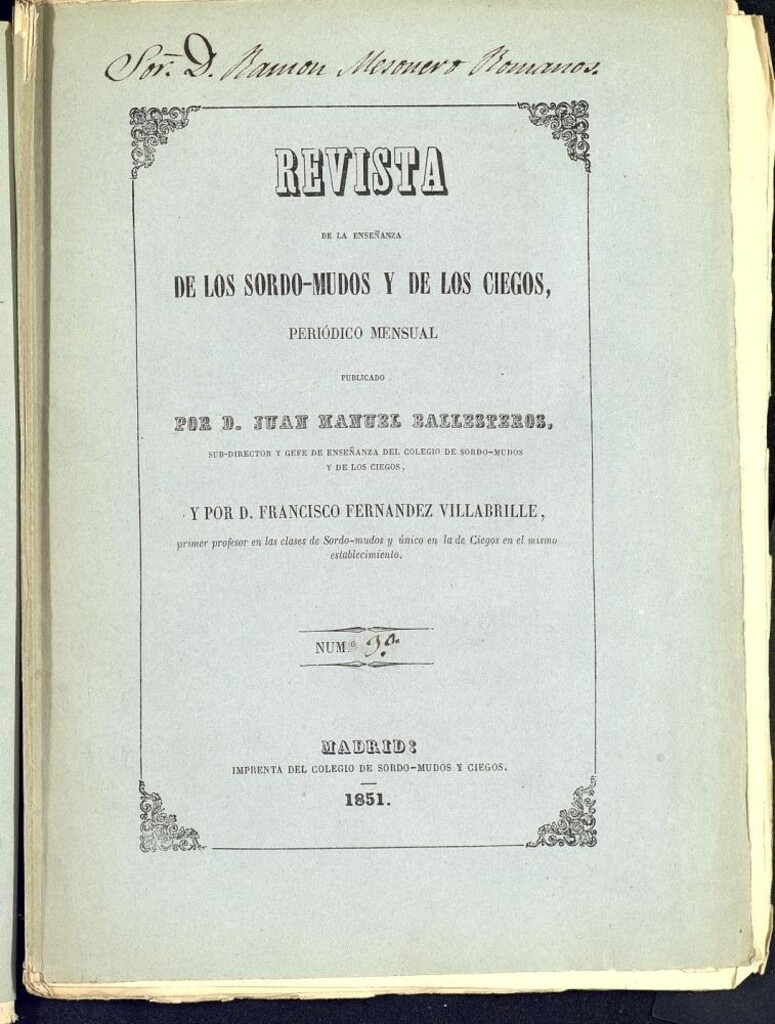 Sor. D. Ramon Mesonero Romanos.
REVISTA
DE LA ENSEÑANZA
DE LOS SORDO-MUDOS Y DE LOS CIEGOS,
PERIÓDICO MENSUAL
PUBLICADO
POR D. JUAN MANUEL BALLESTEROS,
SUB-DIRECTOR Y GEFE DE ENSEÑANZA DEL COLEGIO DE SORDO-MUDOS
Y DE LOS CIEGOS,
Y POR D. FRANCISCO FERNANDEZ VILLABRILLE,
primer profesor en las clases de Sordo-mudos y único en la de Ciegos en el mismo
establecimiento.
NUM.º
MADRID:
IMPRENTA DEL COLEGIO DE SORDO-MUDOS Y CIEGOS.
1851.